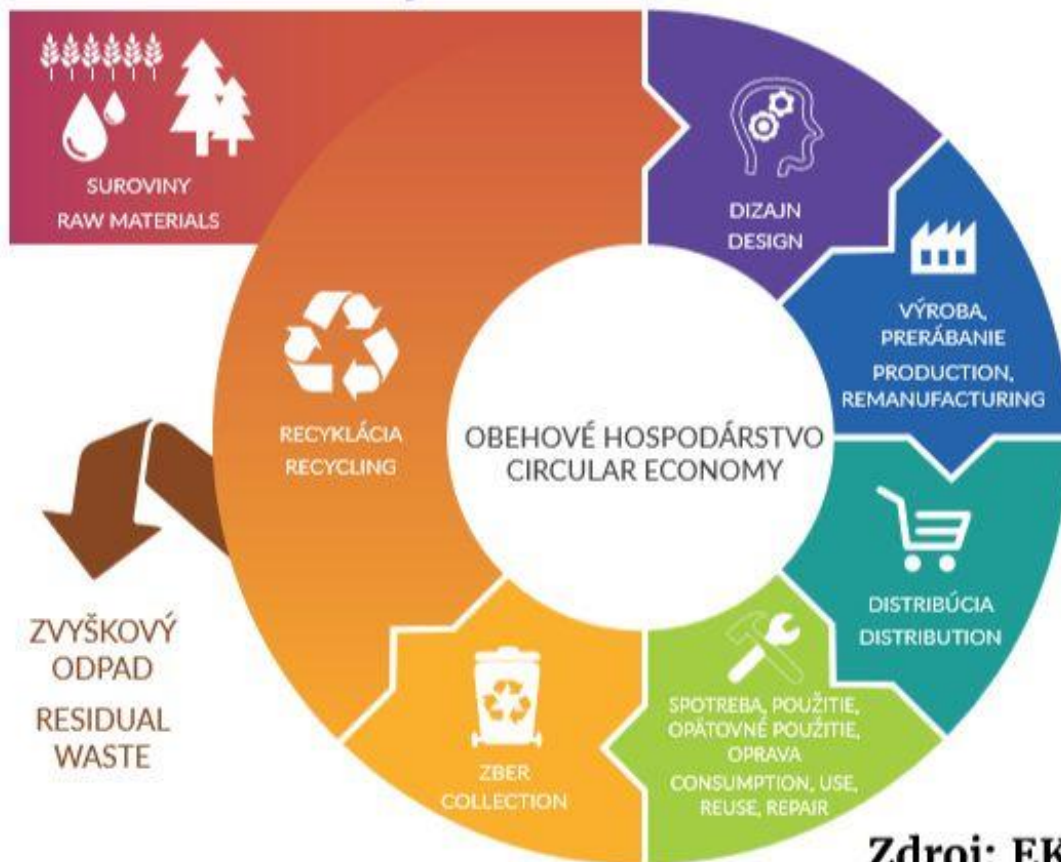 SUROVINY
RAW MATERIALS
DIZAJN
DESIGN
VÝROBA,
PRERÁBANIE
PRODUCTION,
REMANUFACTURING
RECYKLÁCIA
RECYCLING
OBEHOVÉ HOSPODÁRSTVO
CIRCULAR ECONOMY
DISTRIBÚCIA
DISTRIBUTION
ZVYŠKOVÝ
ODPAD
RESIDUAL
WASTE
SPOTREBA, POUŽITIE,
OPÄTOVNÉ POUŽITIE,
OPRAVA
CONSUMPTION, USE,
REUSE, REPAIR
ZBER
COLLECTION
Zdroj: EK